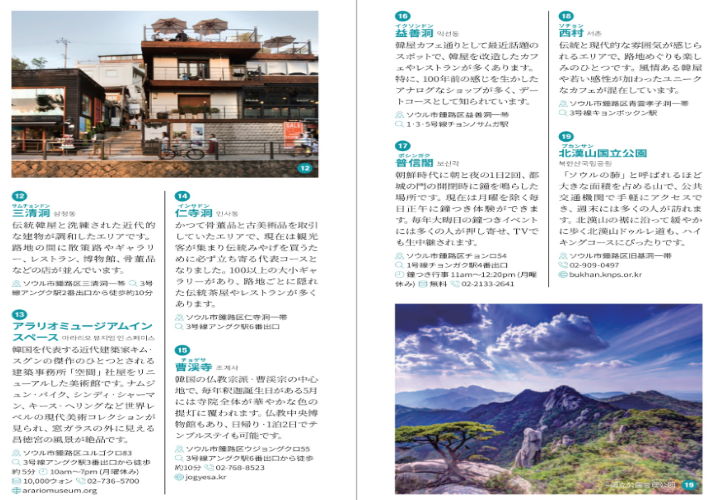 12
12
サムチョンドン
三清洞 삼청동
伝統韓屋と洗練された近代的
な建物が調和したエリアです。
路地の間に散策路やギャラリ
ー、レストラン、博物館、骨董品
などの店が並んでいます。
ソウル市鍾路区三清洞一帯 3号
線アングク駅2番出口から徒歩約10分
13
アラリオミュージアムイン
スペース 아라리오 뮤지엄 인 스페이스
韓国を代表する近代建築家キム·
スグンの傑作のひとつとされる
建築事務所「空間」社屋をリニ
ューアルした美術館です。ナムジ
ュン·パイク、シンディ·シャーマ
ン、キース·ヘリングなど世界レ
ベルの現代美術コレクションが
見られ、窓ガラスの外に見える
昌徳宮の風景が絶品です。
ソウル市鍾路区ユルゴクロ83
3号線アングク駅3番出口から徒歩
約5分 10am~7pm (月曜休み)
10,000ウォン 02–736–5700
arariomuseum.org
14
インサドン
仁寺洞 인사동
かつて骨董品と古美術品を取引
していたエリアで、現在は観光
客が集まり伝統みやげを買うた
めに必ず立ち寄る代表コースと
なりました。100以上の大小ギャ
ラリーがあり、路地ごとに隠れ
た伝統茶屋やレストランが多く
あります。
ソウル市鍾路区仁寺洞一帯
3号線アングク駅6番出口
15
チョゲサ
曹渓寺 조계사
韓国の仏教宗派·曹渓宗の中心
地で、毎年釈迦誕生日がある5月
には寺院全体が華やかな色の
提灯に覆われます。仏教中央博
物館もあり、日帰り·1泊2日でテ
ンプルステイも可能です。
ソウル市鍾路区ウジョングクロ55
3号線アングク駅6番出口から徒歩
約10分 02-768-8523
jogyesa.kr
16
イクソンドン
益善洞 익선동
韓屋カフェ通りとして最近話題の
スポットで、韓屋を改造したカフ
ェやレストランが多くあります。
特に、100年前の感じを生かした
アナログなショップが多く、デー
トコースとして知られています。
ソウル市鍾路区益善洞一帯
1·3·5号線チョンノサムガ駅
17
ポシンガク
普信閣 보신각
朝鮮時代に朝と夜の1日2回、都
城の門の開閉時に鐘を鳴らした
場所です。現在は月曜を除く毎
日正午に鐘つき体験ができま
す。毎年大晦日の鐘つきイベント
には多くの人が押し寄せ、TVで
も生中継されます。
ソウル市鍾路区チョンロ54
1号線チョンガク駅4番出口
鐘つき行事 11am~12:20pm (月曜
休み) 無料 02-2133-2641
18
ソチョン
西村 서촌
伝統と現代的な雰囲気が感じら
れるエリアで、路地めぐりも楽し
みのひとつです。風情ある韓屋
や若い感性が加わったユニーク
なカフェが混在しています。
ソウル市鍾路区青雲孝子洞一帯
3号線キョンボックン駅
19
プカンサン
北漢山国立公園
북한산국립공원
「ソウルの肺」と呼ばれるほど
大きな面積を占める山で、公共
交通機関で手軽にアクセスで
き、週末には多くの人が訪れま
す。北漢山の裾に沿って緩やか
に歩く北漢山ドゥルレ道も、ハイ
キングコースにぴったりです。
ソウル市鍾路区旧基洞一帯
02-909-0497
bukhan.knps.or.kr
19